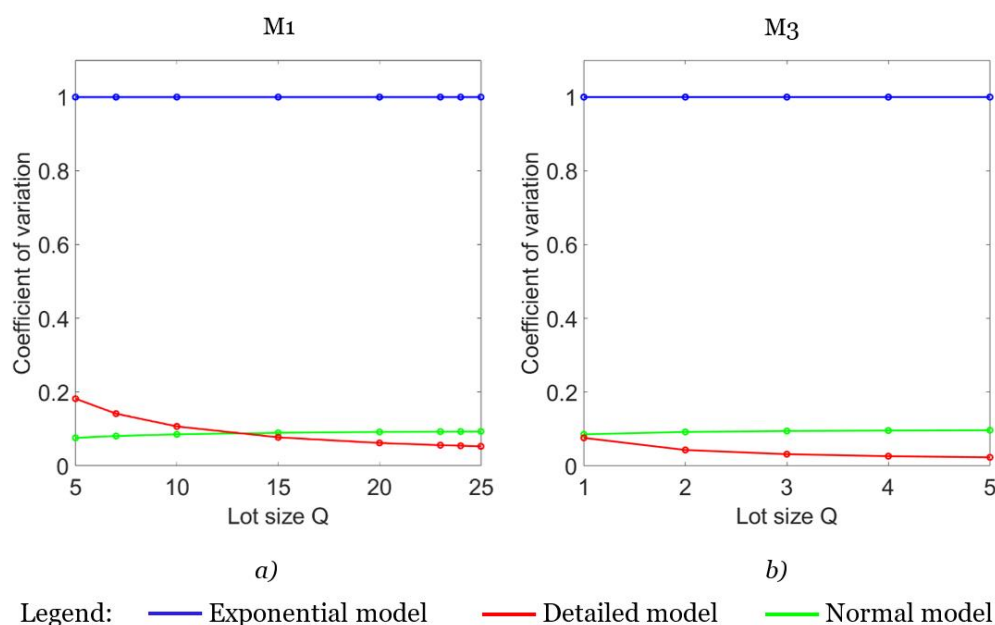 M1
Coefficient of variation
1
0.8
0.6
0.4
0.2
0
5 10 15 20 25
Lot size Q
a)
M3
Coefficient of variation
1
0.8
0.6
0.4
0.2
0
1 2 3 4 5
Lot size Q
b)
Legend: Exponential model Detailed model Normal model